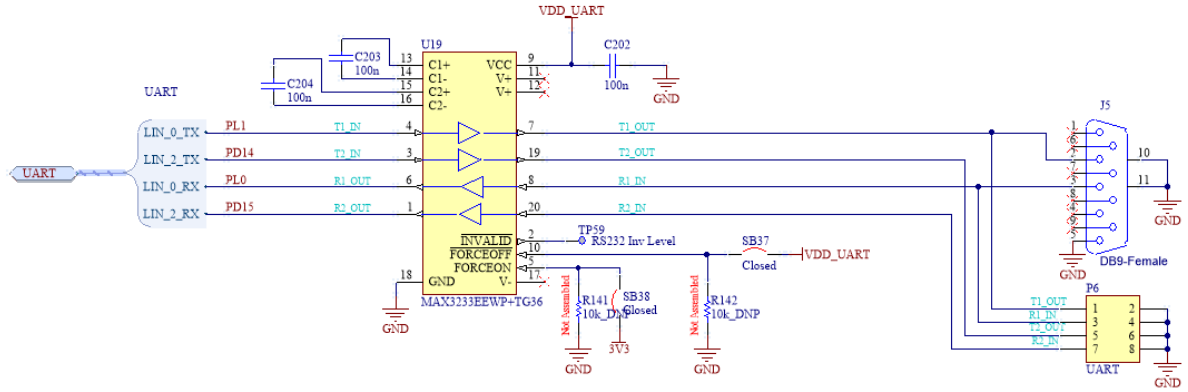 VDD_UART
U19
C203
100n
C204
100n
13
14
15
16
C1+
C1-
C2+
C2-
VCC
V+
V+
9
11
12
C202
100n
GND
UART
J5
LIN_0_TX
PL1
T1_IN
4
7
T1_OUT
LIN_2_TX
PD14
T2_IN
3
19
T2_OUT
UART
LIN_0_RX
PL0
R1_OUT
6
8
R1_IN
LIN_2_RX
PD15
R2_OUT
1
20
R2_IN
1
3
5
10
11
GND
GND
DB9-Female
INVALID
2
TP59
RS232 Inv Level
FORCEOFF
10
SB37
Closed
VDD_UART
FORCEON
5
18
GND
V-
17
GND
MAX3233EEWP+TG36
Not Assembled
R141
10k_DNP
GND
SB38
Closed
3V3
Not Assembled
R142
10k_DNP
GND
P6
T1_OUT
1
2
R1_IN
3
4
T2_OUT
5
6
R2_IN
7
8
UART
GND